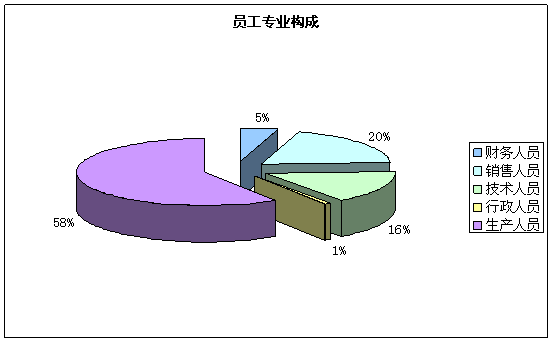 员工专业构成
5%
20%
16%
1%
58%
财务人员
销售人员
技术人员
行政人员
生产人员